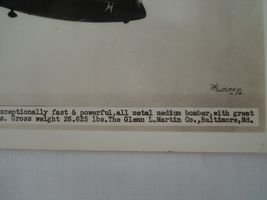 xceptionally fast & powerful, all metal medium bomber, with great
s. Gross weight 26,625 lbs. The Glenn L. Martin Co., Baltimore, Md.